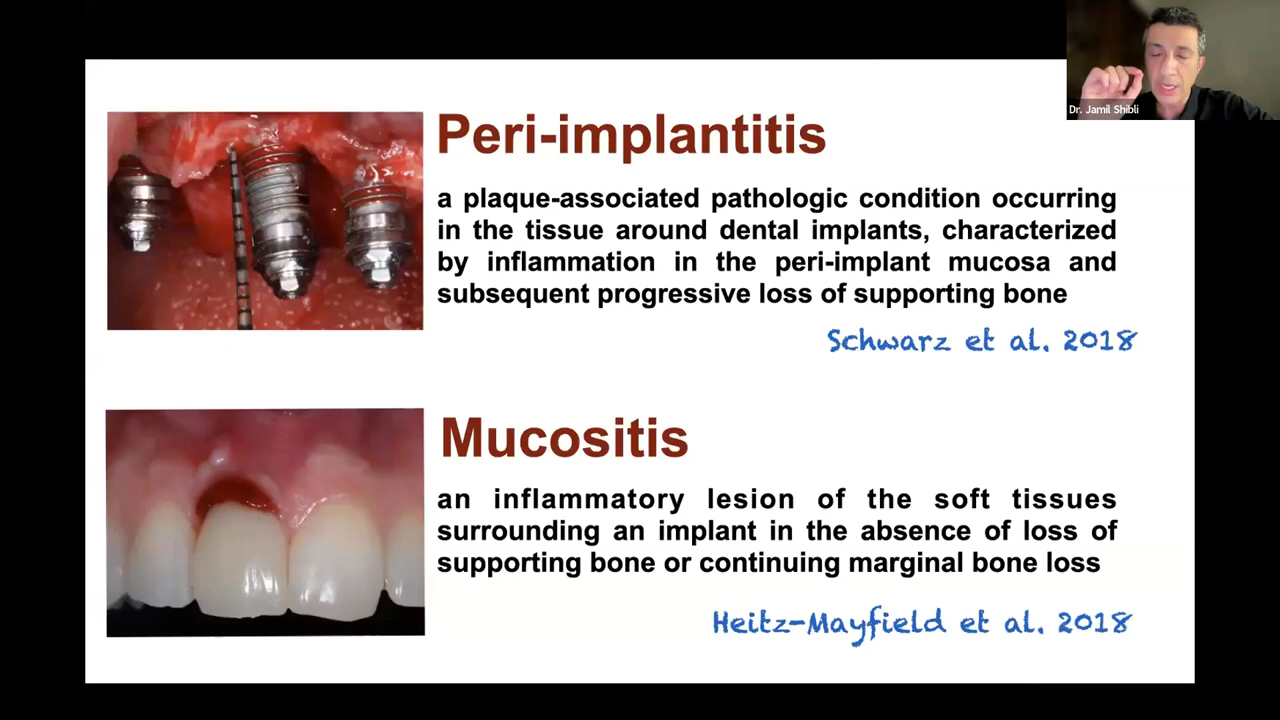 Dr. Jamil Shibli
Peri-implantitis
a plaque-associated pathologic condition occurring
in the tissue around dental implants, characterized
by inflammation in the peri-implant mucosa and
subsequent progressive loss of supporting bone
Schwarz et al. 2018
Mucositis
an inflammatory lesion of the soft tissues
surrounding an implant in the absence of loss of
supporting bone or continuing marginal bone loss
Heitz-Mayfield et al. 2018